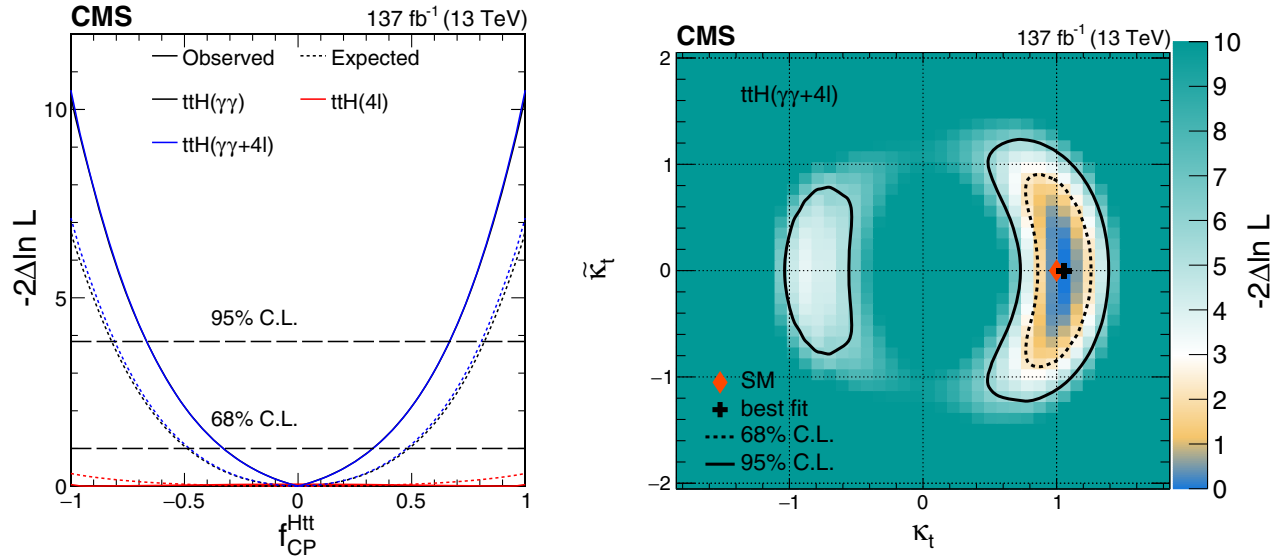 CMS 137 fb⁻¹ (13 TeV)
Observed Expected
ttH(γγ) ttH(4l)
ttH(γγ+4l)
10
5
0
95% C.L.
68% C.L.
-2Δln L
−1 −0.5 0 0.5 1
f_CP^Htt
CMS 137 fb⁻¹ (13 TeV)
ttH(γγ+4l)
2
1
0
−1
−2
κ̃_t
SM
best fit
68% C.L.
95% C.L.
−1 0 1
κ_t
10
9
8
7
6
5
4
3
2
1
0
-2Δln L